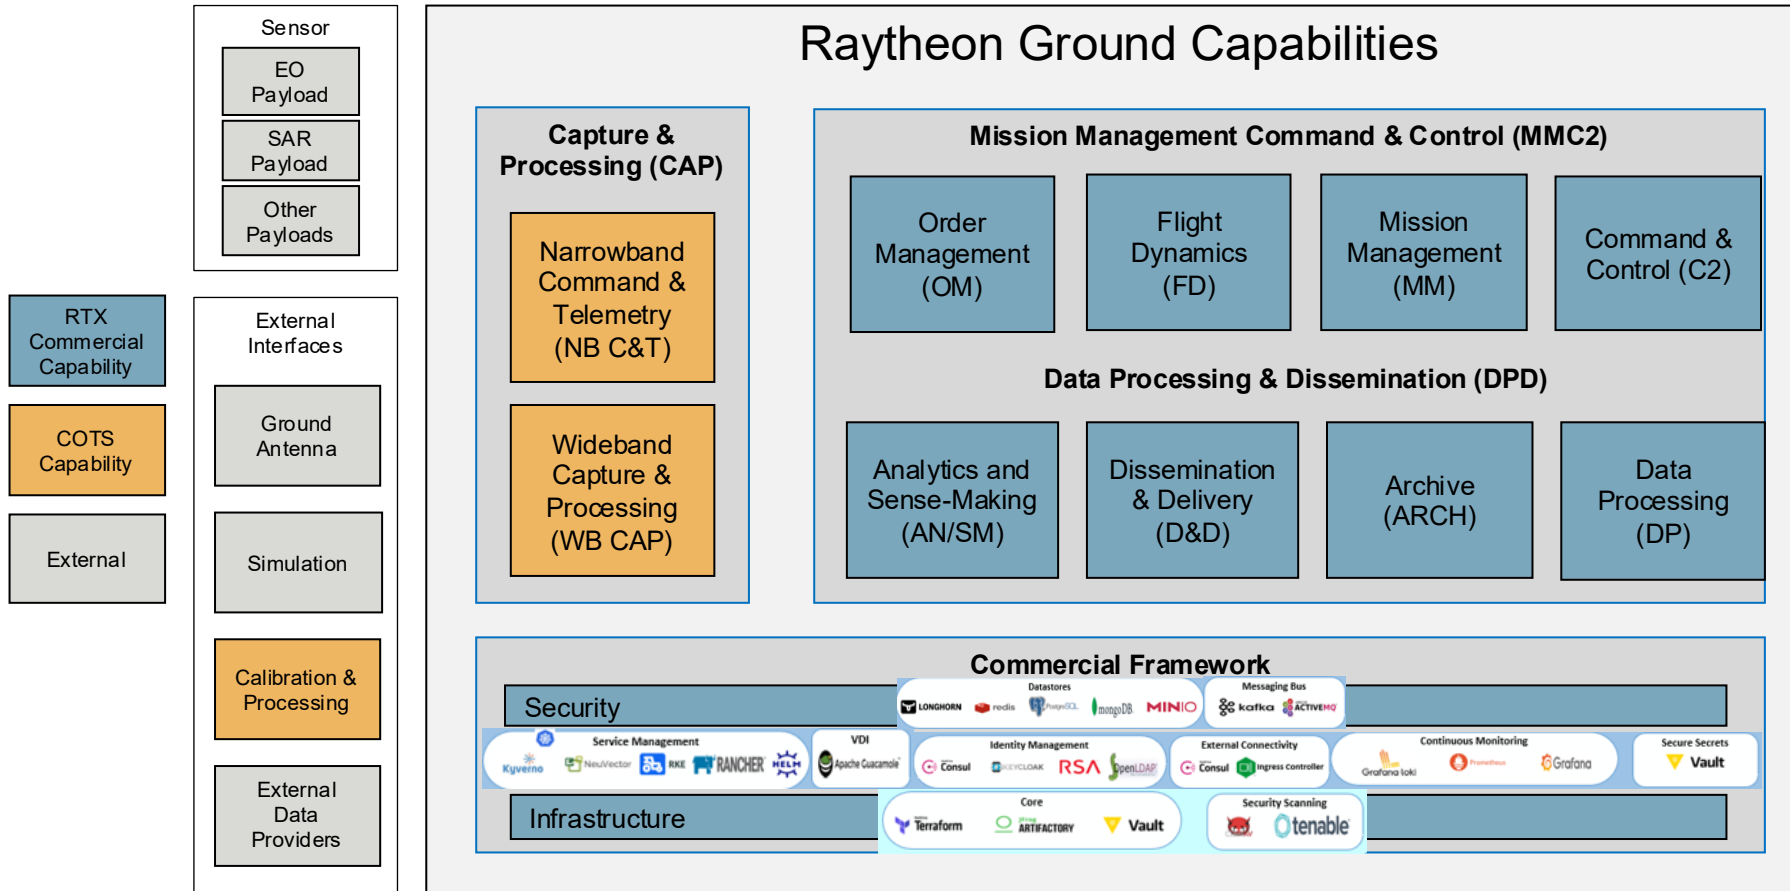 Raytheon Ground Capabilities
Sensor
EO
Payload
SAR
Payload
Other
Payloads
RTX
Commercial
Capability
COTS
Capability
External
External
Interfaces
Ground
Antenna
Simulation
Calibration &
Processing
External
Data
Providers
Capture &
Processing (CAP)
Narrowband
Command &
Telemetry
(NB C&T)
Wideband
Capture &
Processing
(WB CAP)
Mission Management Command & Control (MMC2)
Order
Management
(OM)
Flight
Dynamics
(FD)
Mission
Management
(MM)
Command &
Control (C2)
Data Processing & Dissemination (DPD)
Analytics and
Sense-Making
(AN/SM)
Dissemination
& Delivery
(D&D)
Archive
(ARCH)
Data
Processing
(DP)
Commercial Framework
Security
Datastores
LONGHORN
redis
PostgreSQL
mongoDB
MINIO
Messaging Bus
kafka
ACTIVEMQ
Service Management
Kyverno
NeuVector
RKE
RANCHER
HELM
VDI
Apache Guacamole
Identity Management
Consul
KEYCLOAK
RSA
OpenLDAP
External Connectivity
Consul
Ingress Controller
Continuous Monitoring
Grafana loki
Prometheus
Grafana
Secure Secrets
Vault
Infrastructure
Core
Terraform
JFrog
ARTIFACTORY
Vault
Security Scanning
tenable